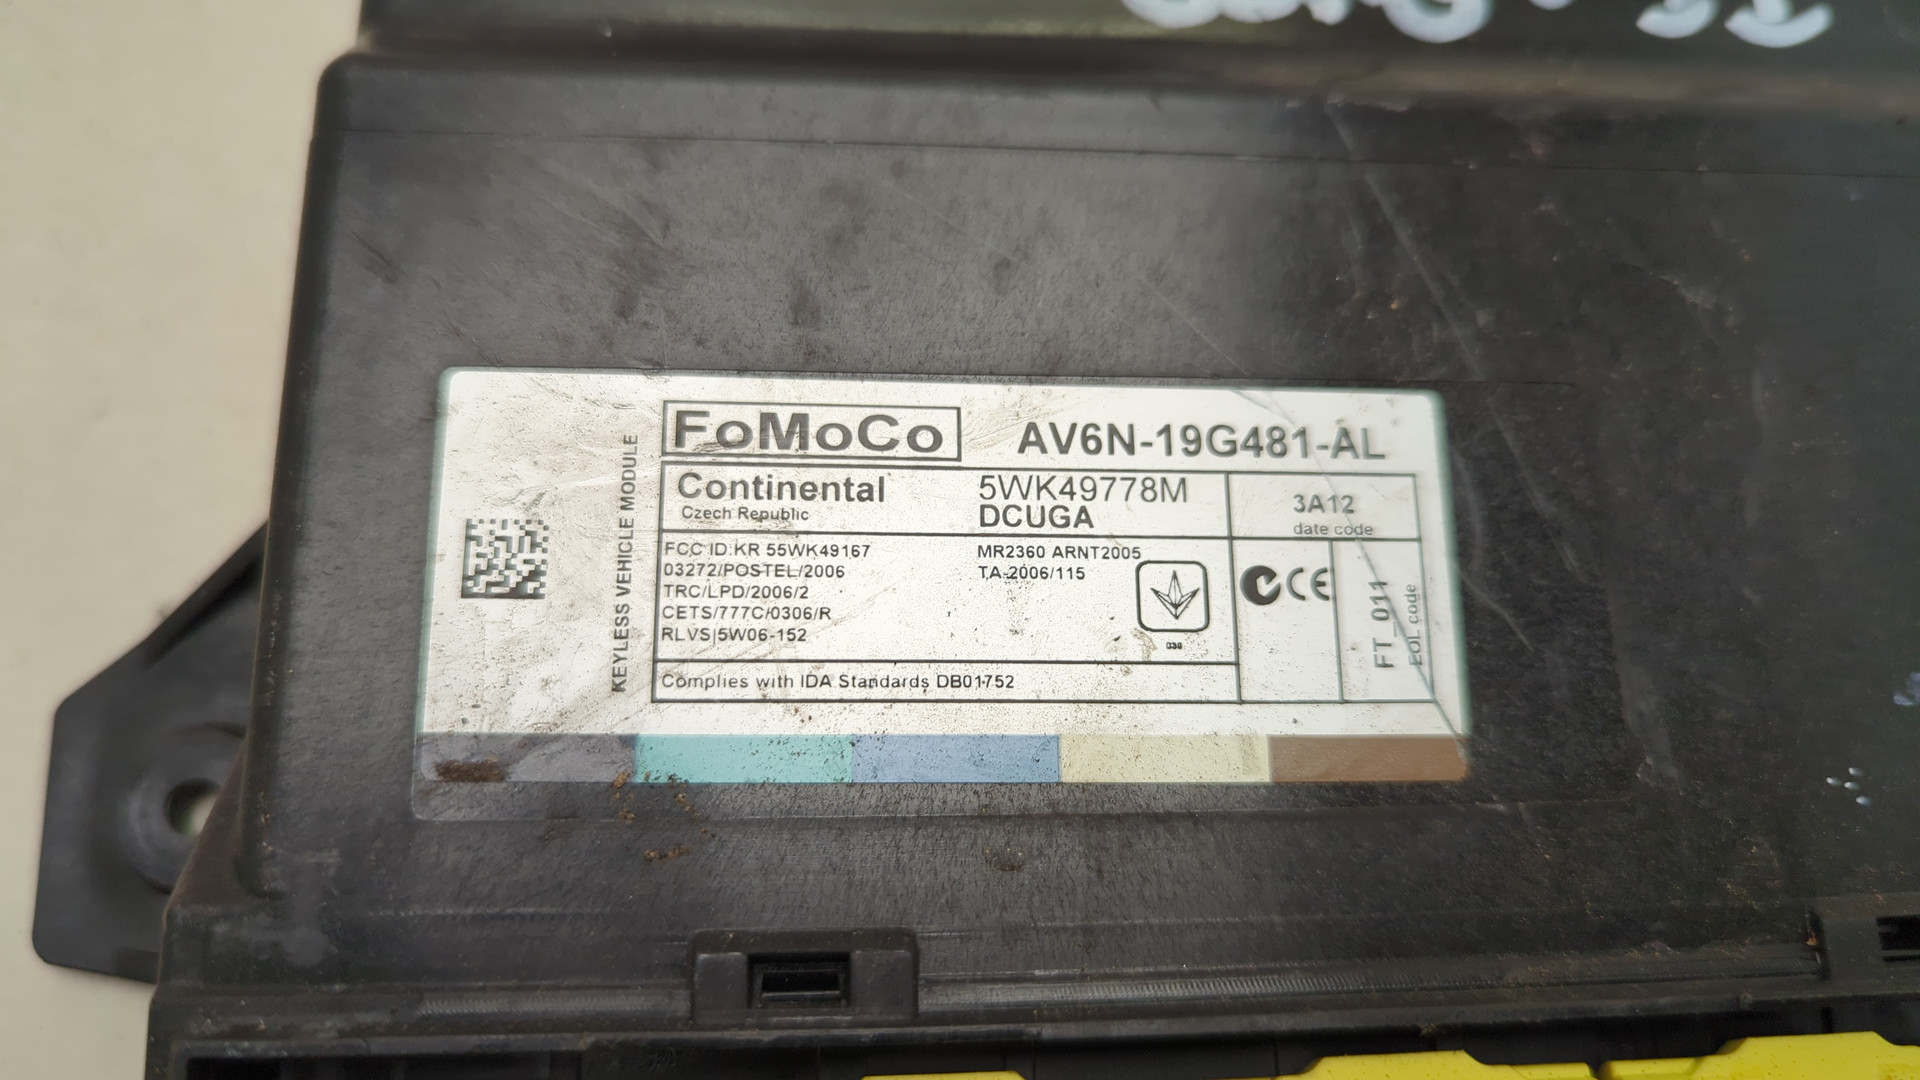 FoMoCo AV6N-19G481-AL
KEYLESS VEHICLE MODULE
Continental 5WK49778M
Czech Republic DCUGA
3A12
date code
FCC ID:KR 55WK49167 MR2360 ARNT2005
03272/POSTEL/2006 TA-2006/115
TRC/LPD/2006/2
CETS/777C/0306/R
RLVS|5W06-152
CE
FT_011
EOL code
Complies with IDA Standards DB01752